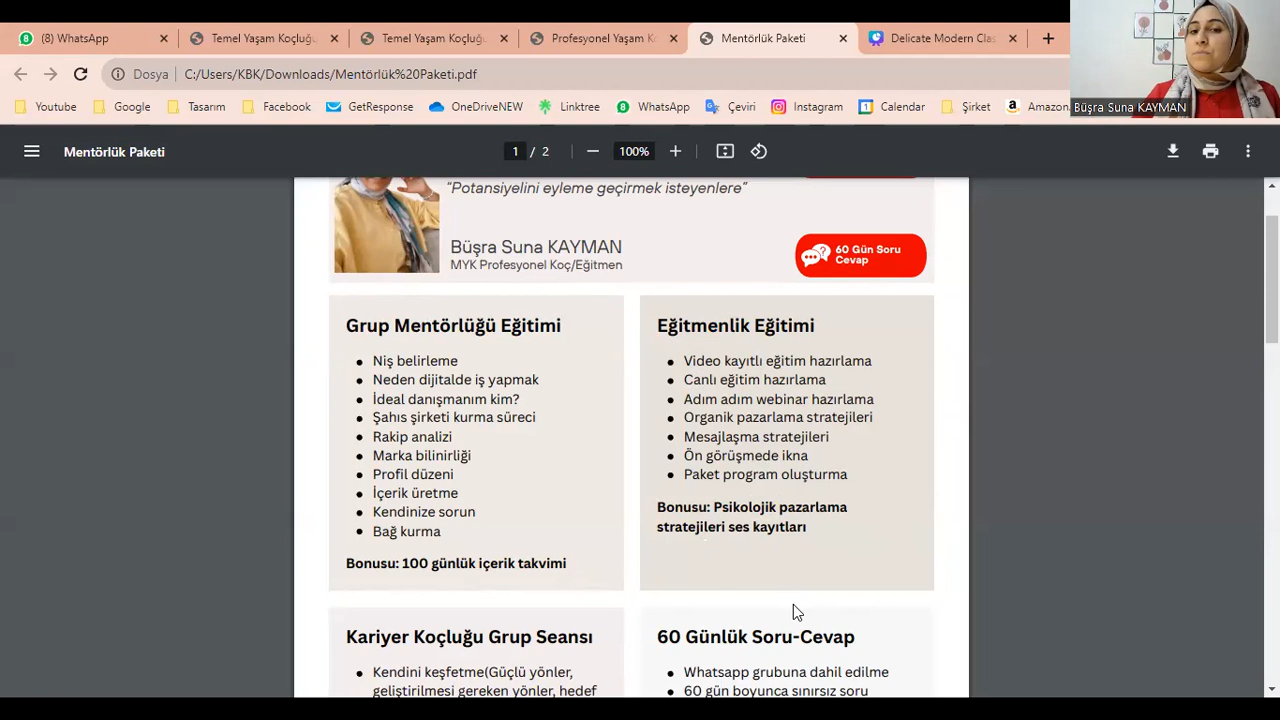 (8) WhatsApp
Temel Yaşam Koçluğu
Temel Yaşam Koçluğu
Profesyonel Yaşam K
Mentörlük Paketi
Delicate Modern Clas
Dosya
C:/Users/KBK/Downloads/Mentörlük%20Paketi.pdf
Youtube
Google
Tasarım
Facebook
GetResponse
OneDriveNEW
Linktree
WhatsApp
Çeviri
Instagram
Calendar
Şirket
Amazon
Büşra Suna KAYMAN
Mentörlük Paketi
1 / 2
100%
"Potansiyelini eyleme geçirmek isteyenlere"
Büşra Suna KAYMAN
MYK Profesyonel Koç/Eğitmen
60 Gün Soru
Cevap
Grup Mentörlüğü Eğitimi
Niş belirleme
Neden dijitalde iş yapmak
İdeal danışmanım kim?
Şahıs şirketi kurma süreci
Rakip analizi
Marka bilinirliği
Profil düzeni
İçerik üretme
Kendinize sorun
Bağ kurma
Bonusu: 100 günlük içerik takvimi
Eğitmenlik Eğitimi
Video kayıtlı eğitim hazırlama
Canlı eğitim hazırlama
Adım adım webinar hazırlama
Organik pazarlama stratejileri
Mesajlaşma stratejileri
Ön görüşmede ikna
Paket program oluşturma
Bonusu: Psikolojik pazarlama
stratejileri ses kayıtları
Kariyer Koçluğu Grup Seansı
Kendini keşfetme(Güçlü yönler,
geliştirilmesi gereken yönler, hedef
60 Günlük Soru-Cevap
Whatsapp grubuna dahil edilme
60 gün boyunca sınırsız soru